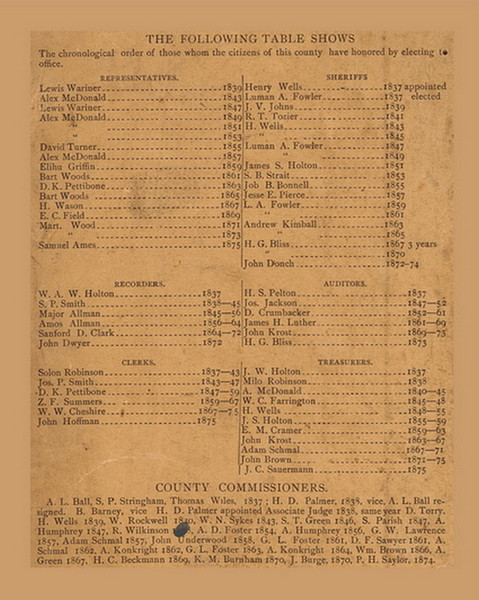 THE FOLLOWING TABLE SHOWS
The chronological order of those whom the citizens of this county have honored by electing to
office.
REPRESENTATIVES.
Lewis Wariner 1839
Alex McDonald 1843
Lewis Wariner 1847
Alex McDonald 1849
" 1851
" 1853
David Turner 1855
Alex McDonald 1857
Elihu Griffin 1859
Bart Woods 1861
D. K. Pettibone 1863
Bart Woods 1865
H. Wason 1867
E. C. Field 1869
Mart. Wood 1871
" 1873
Samuel Ames 1875
SHERIFFS
Henry Wells 1837 appointed
Luman A. Fowler 1837 elected
J. V. Johns 1839
R. T. Tozier 1841
H. Wells 1843
" 1845
Luman A. Fowler 1847
" 1849
James S. Holton 1851
S. B. Strait 1853
Job B. Bonnell 1855
Jesse E. Pierce 1857
L. A. Fowler 1859
" 1861
Andrew Kimball 1863
" 1865
H. G. Bliss 1867 3 years
" 1870
John Donch 1872-74
RECORDERS.
W. A. W. Holton 1837
S. P. Smith 1838—45
Major Allman 1845—56
Amos Allman 1856—64
Sanford D. Clark 1864—72
John Dwyer 1872
AUDITORS.
H. S. Pelton 1837
Jos. Jackson 1847—52
D. Crumbacker 1852—61
James H. Luther 1861—69
John Krost 1869—73
H. G. Bliss 1873
CLERKS.
Solon Robinson 1837—43
Jos. P. Smith 1843—47
D. K. Pettibone 1847—59
Z. F. Summers 1859—67
W. W. Cheshire 1867—75
John Hoffman 1875
TREASURERS.
J. W. Holton 1837
Milo Robinson 1838
A. McDonald 1840—45
W. C. Farrington 1845—48
H. Wells 1848—55
J. S. Holton 1855—59
E. M. Cramer 1859—63
John Krost 1863—67
Adam Schmal 1867—71
John Brown 1871—75
J. C. Sauermann 1875
COUNTY COMMISSIONERS.
A. L. Ball, S. P. Stringham, Thomas Wiles, 1837; H. D. Palmer, 1838, vice, A. L. Ball re-
signed. B. Barney, vice H. D. Palmer appointed Associate Judge 1838, same year D. Torry.
H. Wells 1839, W. Rockwell 1840, W. N. Sykes 1843, S. T. Green 1846, S. Parish 1847, A.
Humphrey 1847, R. Wilkinson A. D. Foster 1854, A. Humphrey 1856, G. W. Lawrence
1857, Adam Schmal 1857, John Underwood 1858, G. L. Foster 1861, D. F. Sawyer 1861, A.
Schmal 1862, A. Konkright 1862, G. L. Foster 1863, A. Konkright 1864, Wm. Brown 1866, A.
Green 1867, H. C. Beckmann 1869, K. M. Burnham 1870, J. Burge, 1870, P. H. Saylor, 1874.